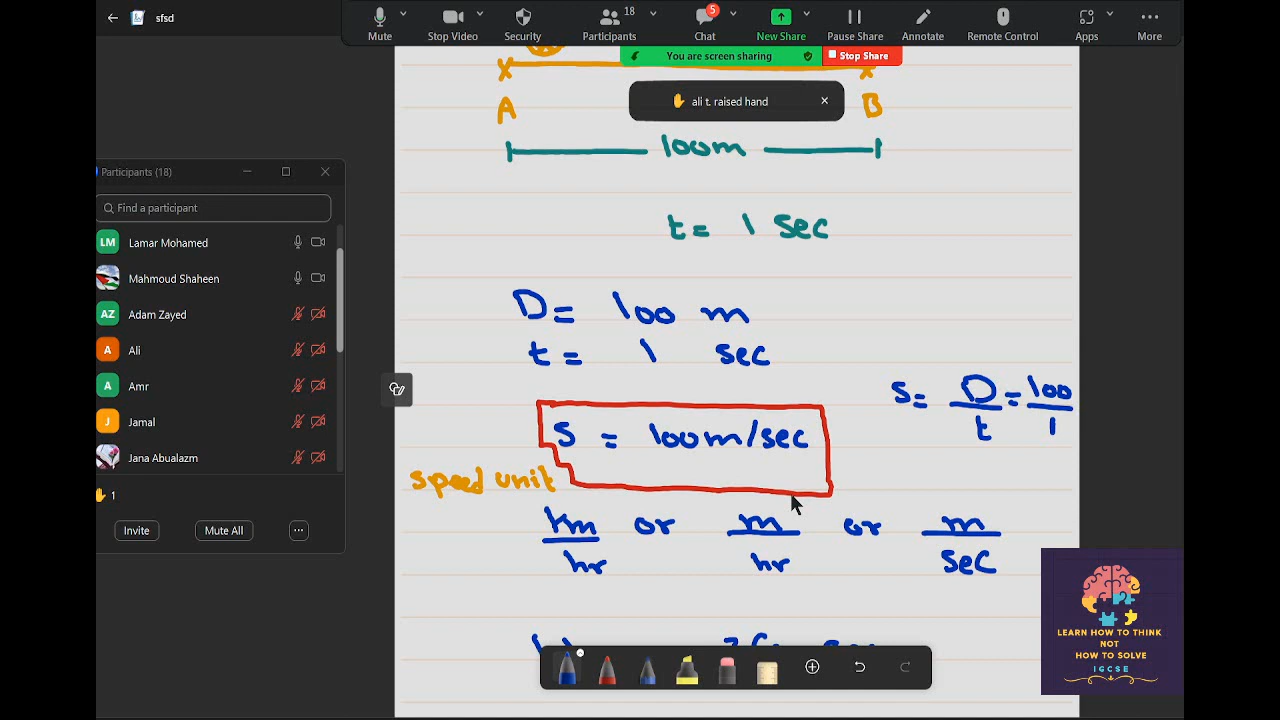 sfsd
18
5
Mute
Stop Video
Security
Participants
Chat
New Share
Pause Share
Annotate
Remote Control
Apps
More
You are screen sharing
Stop Share
ali t. raised hand
X X
A B
100m
t = 1 sec
Participants (18)
Find a participant
LM Lamar Mohamed
Mahmoud Shaheen
AZ Adam Zayed
A Ali
A Amr
J Jamal
Jana Abualazm
1
Invite
Mute All
D = 100 m
t = 1 sec
S = D/t = 100/1
S = 100m/sec
speed unit
km/hr or m/hr or m/sec
LEARN HOW TO THINK
NOT
HOW TO SOLVE
IGCSE